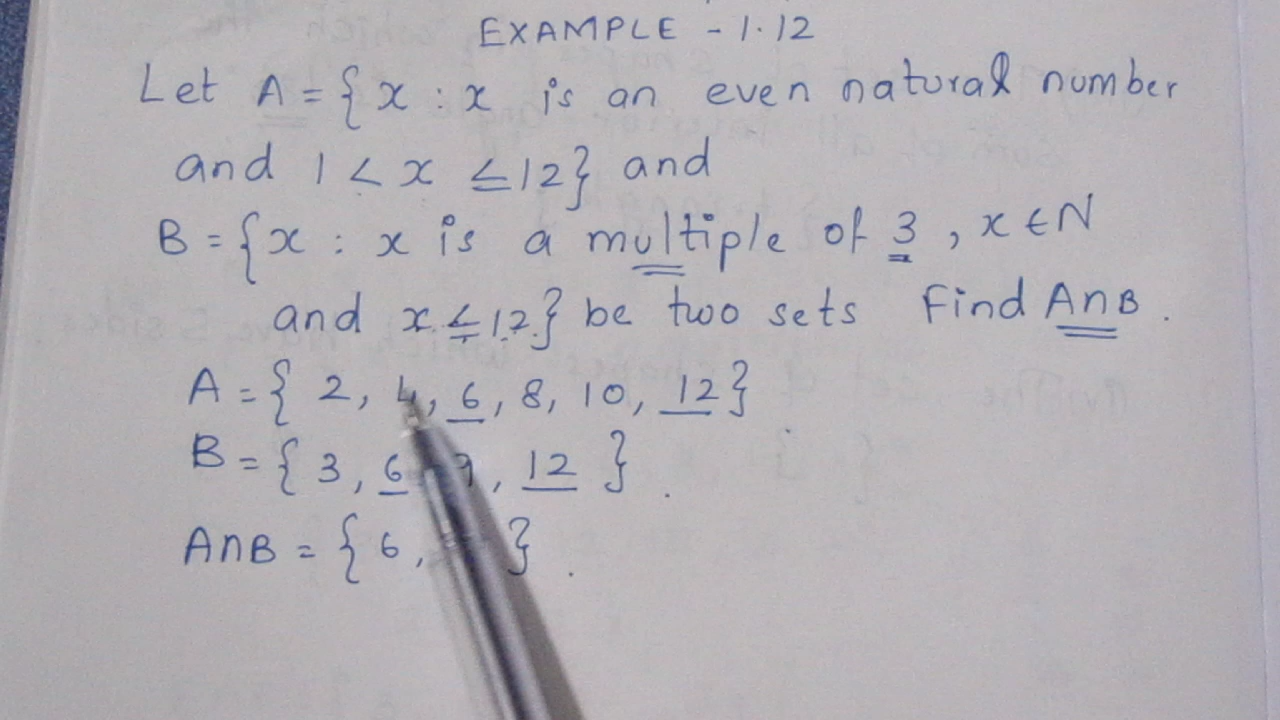 EXAMPLE - 1.12
Let A = { x : x is an even natural number
and 1 < x ≤ 12} and
B = { x : x is a multiple of 3 , x ∈ N
and x ≤ 12} be two sets Find A∩B .
A = { 2, 4, 6, 8, 10, 12 }
B = { 3, 6 9, 12 } .
A∩B = { 6, } .